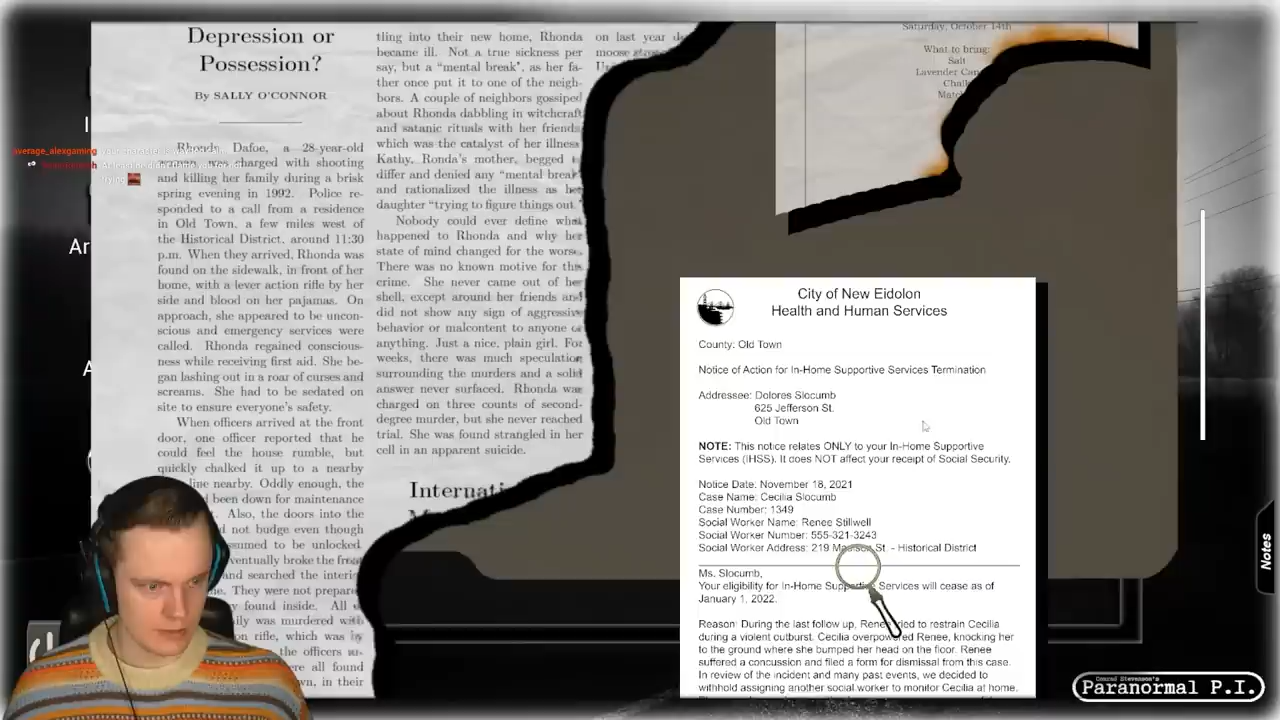 Depression or
Possession?
By SALLY O'CONNOR
Dafoe, a 28-year-old
charged with shooting
and killing her family during a brisk
spring evening in 1992. Police re-
sponded to a call from a residence
in Old Town, a few miles west of
the Historical District, around 11:30
p.m. When they arrived, Rhonda was
found on the sidewalk, in front of her
home, with a lever action rifle by her
side and blood on her pajamas. On
approach, she appeared to be uncon-
scious and emergency services were
called. Rhonda regained conscious-
ness while receiving first aid. She be-
gan lashing out in a roar of curses and
screams. She had to be sedated on
site to ensure everyone's safety.
When officers arrived at the front
door, one officer reported that he
could feel the house rumble, but
quickly chalked it up to a nearby
line nearby. Oddly enough, the
been down for maintenance
Also, the doors into the
not budge even though
assumed to be unlocked.
eventually broke the front
and searched the interi
They were not prepare
found inside. All
ily was murdered with
on rifle, which was
the officers
were all found
in their
tling into their new home, Rhonda
became ill. Not a true sickness per
say, but a "mental break", as her fa-
ther once put it to one of the neigh-
bors. A couple of neighbors gossiped
about Rhonda dabbling in witchcraft
and satanic rituals with her friends
which was the catalyst of her illness
Kathy. Ronda's mother, begged
differ and denied any "mental break
and rationalized the illness as her
daughter "trying to figure things out."
Nobody could ever define what
happened to Rhonda and why her
state of mind changed for the worse.
There was no known motive for this
crime. She never came out of her
shell, except around her friends and
did not show any sign of aggressive
behavior or malcontent to anyone
anything. Just a nice, plain girl. For
weeks, there was much speculation
surrounding the murders and a solid
answer never surfaced. Rhonda was
charged on three counts of second-
degree murder, but she never reached
trial. She was found strangled in her
cell in an apparent suicide.
on last year
moose
Internati
average_alexgaming
trying
Saturday, October 14th
What to bring:
Salt
Lavender Can
Chal
Matc
City of New Eidolon
Health and Human Services
County: Old Town
Notice of Action for In-Home Supportive Services Termination
Addressee: Dolores Slocumb
625 Jefferson St.
Old Town
NOTE: This notice relates ONLY to your In-Home Supportive
Services (IHSS). It does NOT affect your receipt of Social Security.
Notice Date: November 18, 2021
Case Name: Cecilia Slocumb
Case Number: 1349
Social Worker Name: Renee Stillwell
Social Worker Number: 555-321-3243
Social Worker Address: 219 St. - Historical District
Ms. Slocumb,
Your eligibility for In-Home Supportive Services will cease as of
January 1, 2022.
Reason: During the last follow up, Renee tried to restrain Cecilia
during a violent outburst. Cecilia overpowered Renee, knocking her
to the ground where she bumped her head on the floor. Renee
suffered a concussion and filed a form for dismissal from this case.
In review of the incident and many past events, we decided to
withhold assigning another social worker to monitor Cecilia at home.
Ar
A
Notes
Conrad Stevenson's
Paranormal P.I.